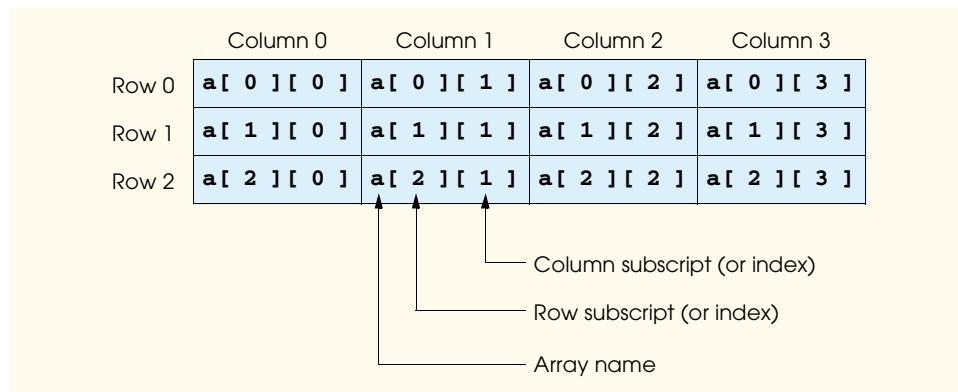 Column 0 Column 1 Column 2 Column 3
Row 0 a[ 0 ][ 0 ] a[ 0 ][ 1 ] a[ 0 ][ 2 ] a[ 0 ][ 3 ]
Row 1 a[ 1 ][ 0 ] a[ 1 ][ 1 ] a[ 1 ][ 2 ] a[ 1 ][ 3 ]
Row 2 a[ 2 ][ 0 ] a[ 2 ][ 1 ] a[ 2 ][ 2 ] a[ 2 ][ 3 ]
Column subscript (or index)
Row subscript (or index)
Array name